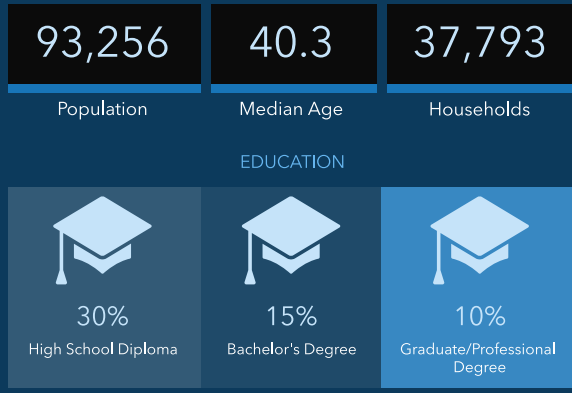 93,256 40.3 37,793
Population Median Age Households
EDUCATION
30% 15% 10%
High School Diploma Bachelor's Degree Graduate/Professional
Degree